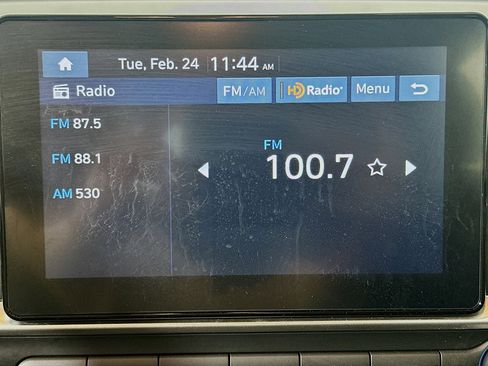 Tue, Feb. 24 11:44 AM
Radio FM/AM HD Radio Menu
FM 87.5
FM 88.1
AM 530
FM
100.7